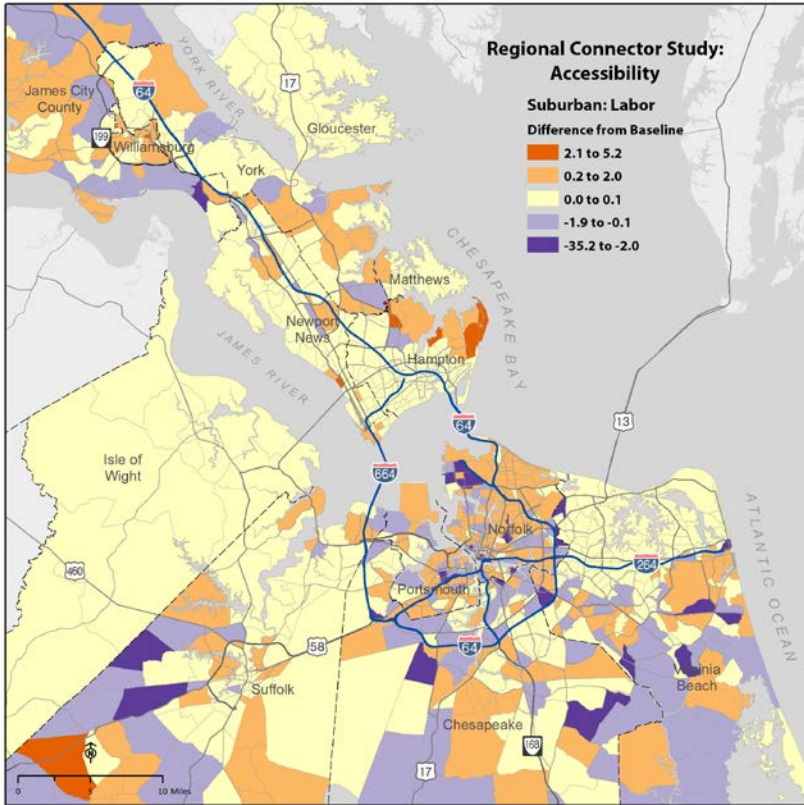 Regional Connector Study:
Accessibility
Suburban: Labor
Difference from Baseline
2.1 to 5.2
0.2 to 2.0
0.0 to 0.1
-1.9 to -0.1
-35.2 to -2.0
James City
County
64
YORK RIVER
17
Gloucester
199
Williamsburg
York
CHESAPEAKE BAY
Matthews
Newport
News
Hampton
JAMES RIVER
64
13
Isle of
Wight
664
ATLANTIC OCEAN
Norfolk
460
264
Portsmouth
58
64
Suffolk
Virginia
Beach
Chesapeake
168
17
N
0
5
10 Miles